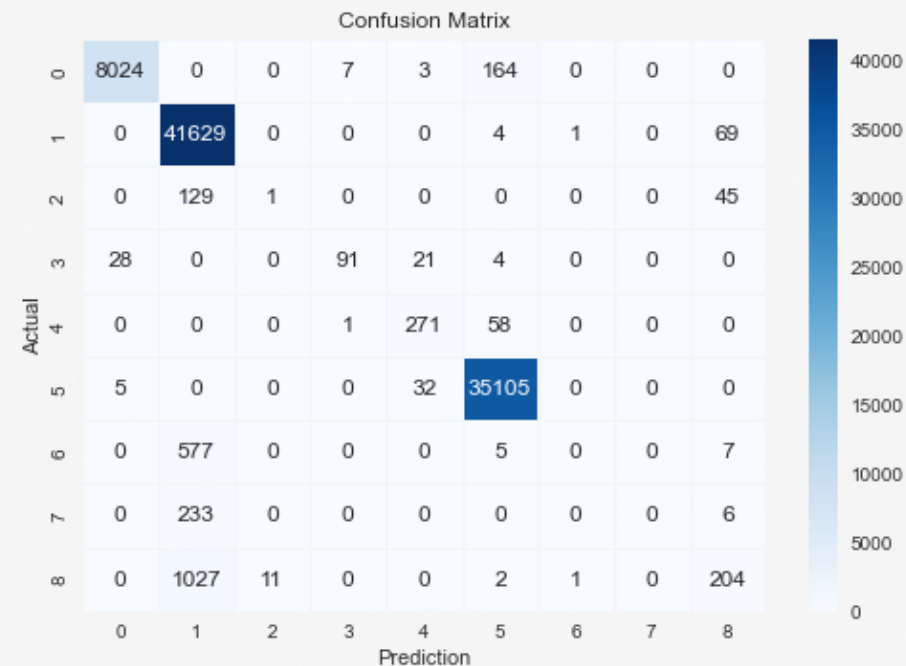 Confusion Matrix
0 8024 0 0 7 3 164 0 0 0
1 0 41629 0 0 0 4 1 0 69
2 0 129 1 0 0 0 0 0 45
3 28 0 0 91 21 4 0 0 0
4 0 0 0 1 271 58 0 0 0
5 5 0 0 0 32 35105 0 0 0
6 0 577 0 0 0 5 0 0 7
7 0 233 0 0 0 0 0 0 6
8 0 1027 11 0 0 2 1 0 204
0 1 2 3 4 5 6 7 8
Actual
Prediction
40000
35000
30000
25000
20000
15000
10000
5000
0